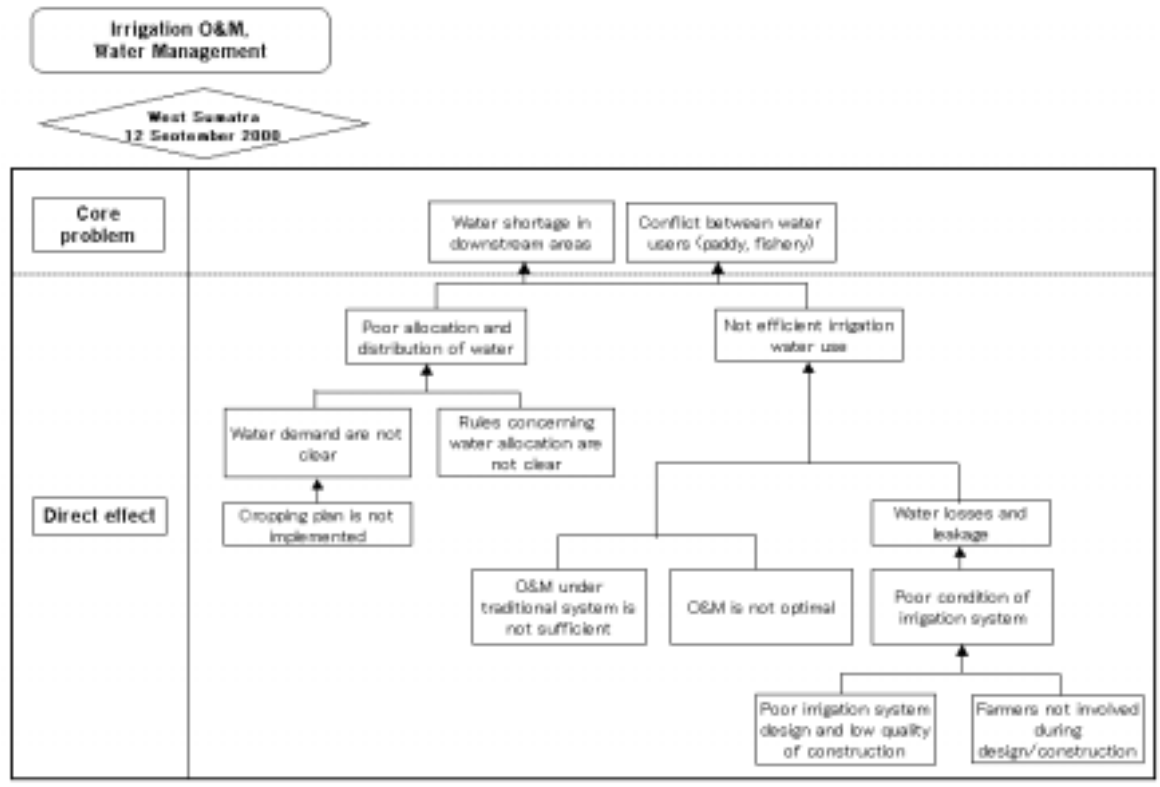 Irrigation O&M,
Water Management
West Sumatra
12 September 2000
Core
problem
Water shortage in
downstream areas
Conflict between water
users (paddy, fishery)
Poor allocation and
distribution of water
Not efficient irrigation
water use
Water demand are not
clear
Rules concerning
water allocation are
not clear
Direct effect
Cropping plan is not
implemented
Water losses and
leakage
O&M under
traditional system is
not sufficient
O&M is not optimal
Poor condition of
irrigation system
Poor irrigation system
design and low quality
of construction
Farmers not involved
during
design/construction